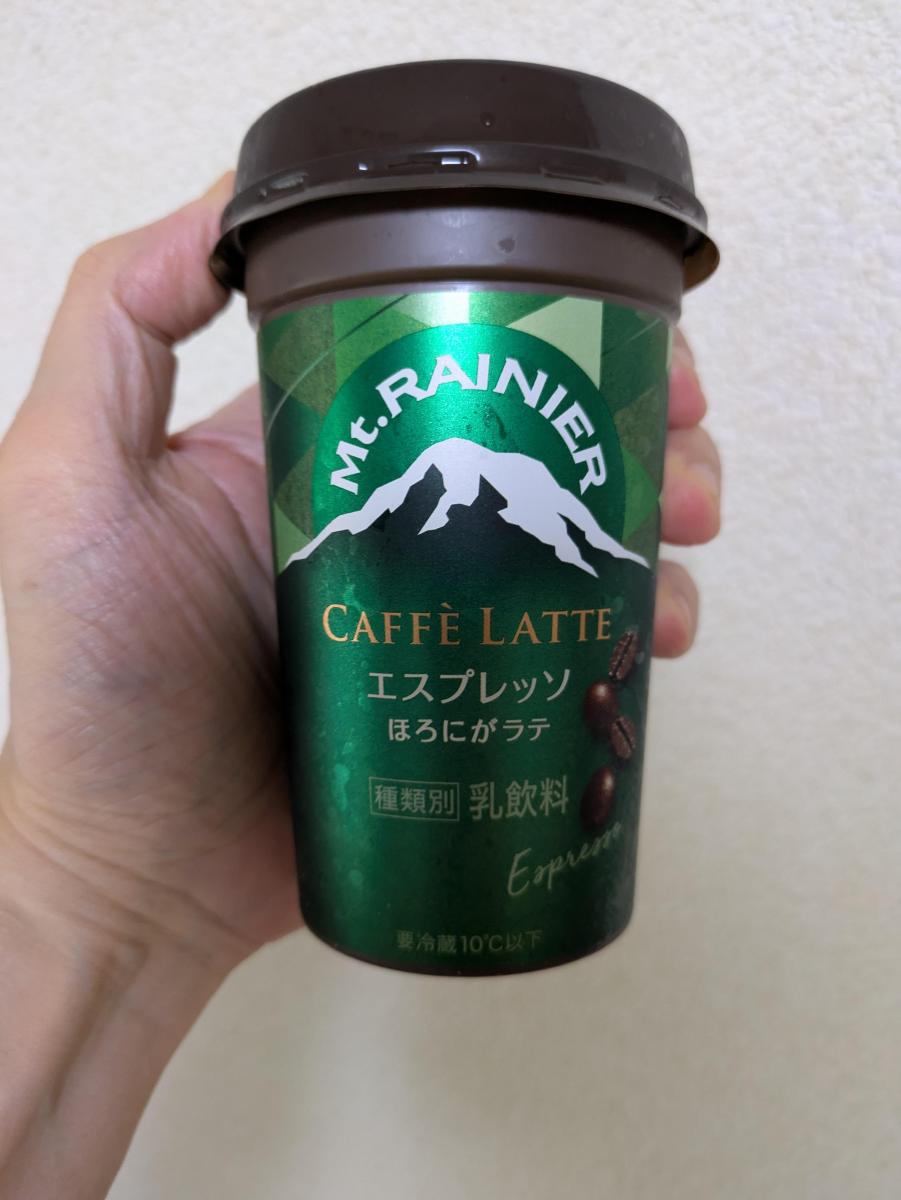 Mt.RAINIER
CAFFÈ LATTE
エスプレッソ
ほろにがラテ
種類別 乳飲料
Espresso
要冷蔵10℃以下